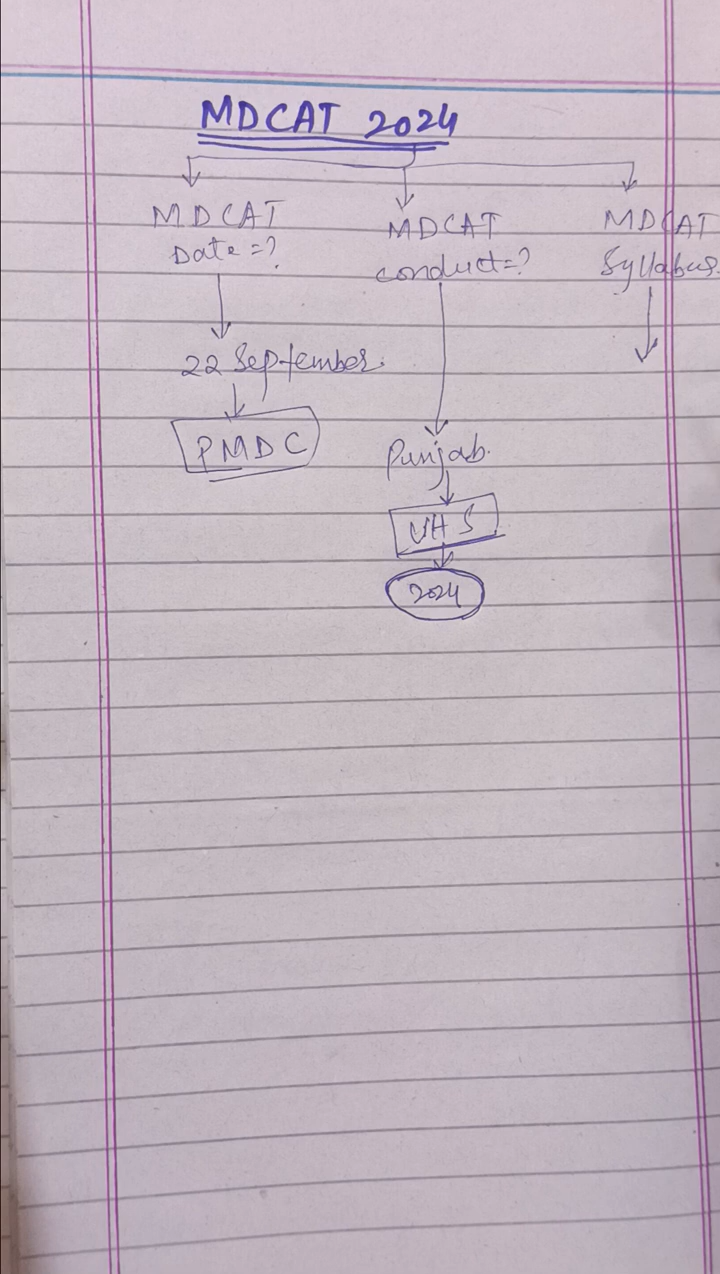 MDCAT 2024
MDCAT
Date=?
22 September
PMDC
MDCAT
conduct=?
Punjab.
UHS
2024
MDCAT
Syllabus.